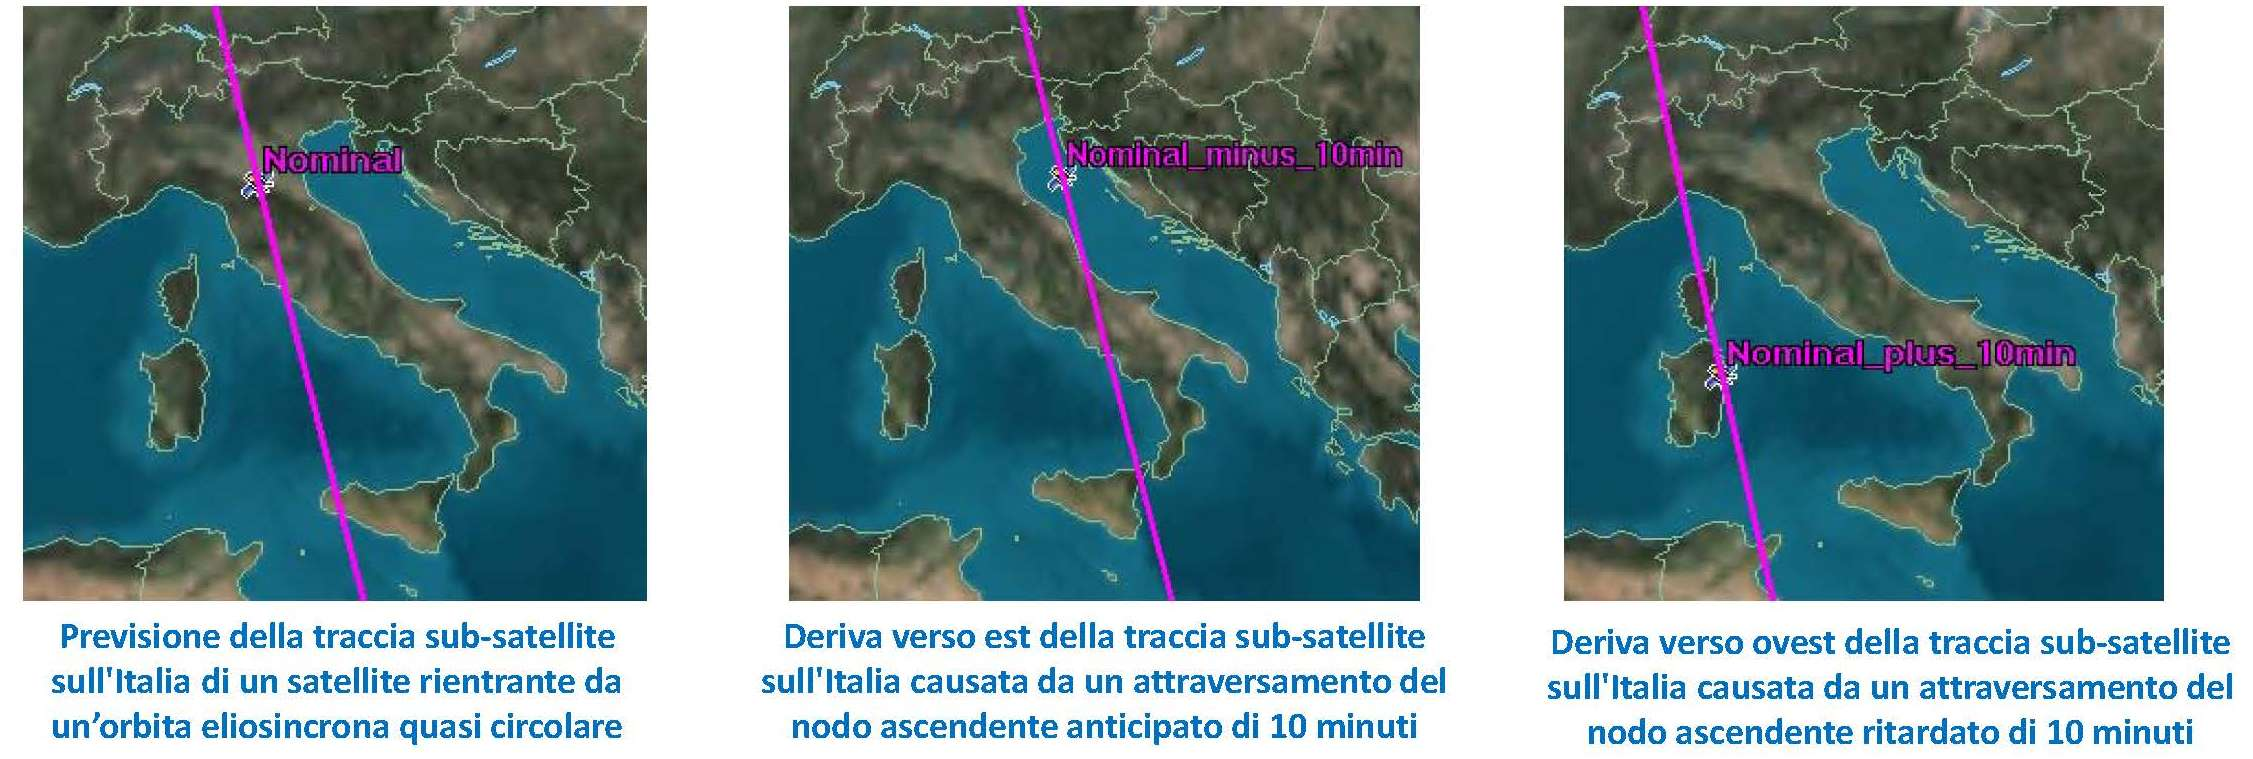 Nominal
Nominal_minus_10min
Nominal_plus_10min
Previsione della traccia sub-satellite
sull'Italia di un satellite rientrante da
un’orbita eliosincrona quasi circolare
Deriva verso est della traccia sub-satellite
sull'Italia causata da un attraversamento del
nodo ascendente anticipato di 10 minuti
Deriva verso ovest della traccia sub-satellite
sull'Italia causata da un attraversamento del
nodo ascendente ritardato di 10 minuti